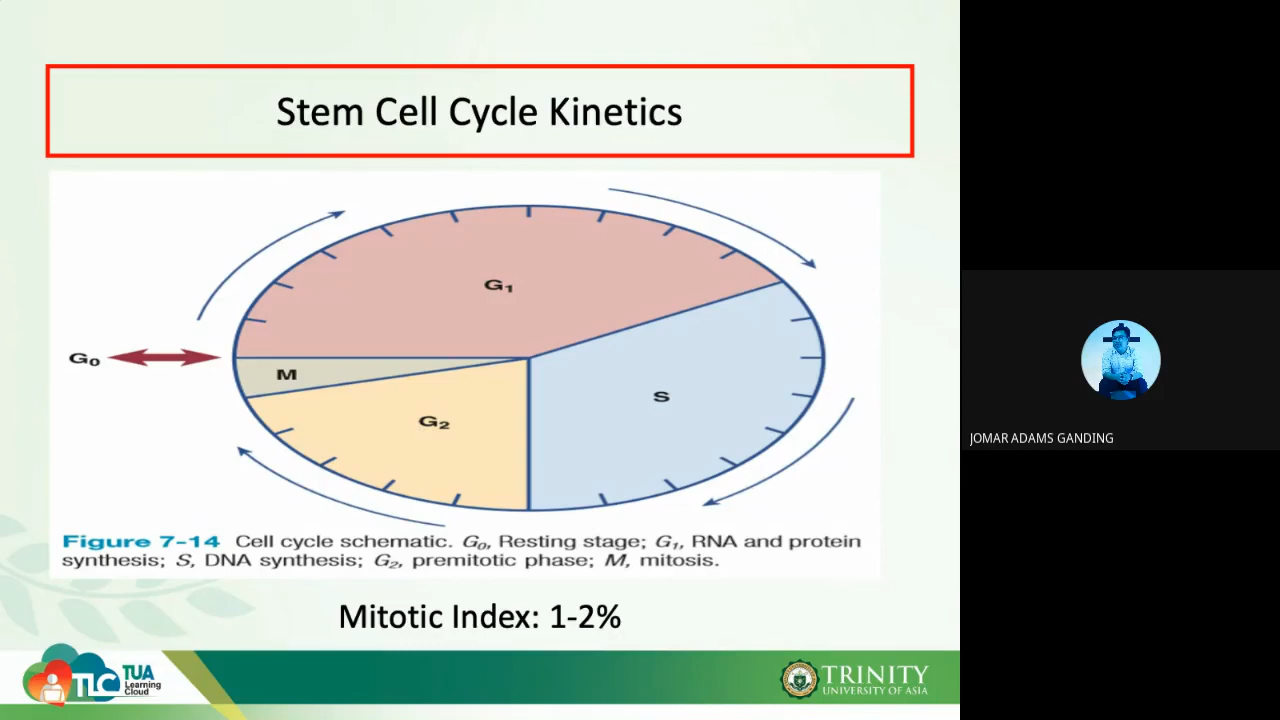 Stem Cell Cycle Kinetics
G₁
G₀
M
S
G₂
JOMAR ADAMS GANDING
Figure 7-14 Cell cycle schematic. G₀, Resting stage; G₁, RNA and protein
synthesis; S, DNA synthesis; G₂, premitotic phase; M, mitosis.
Mitotic Index: 1-2%
TLC TUA
Learning
Cloud
TRINITY
UNIVERSITY OF ASIA